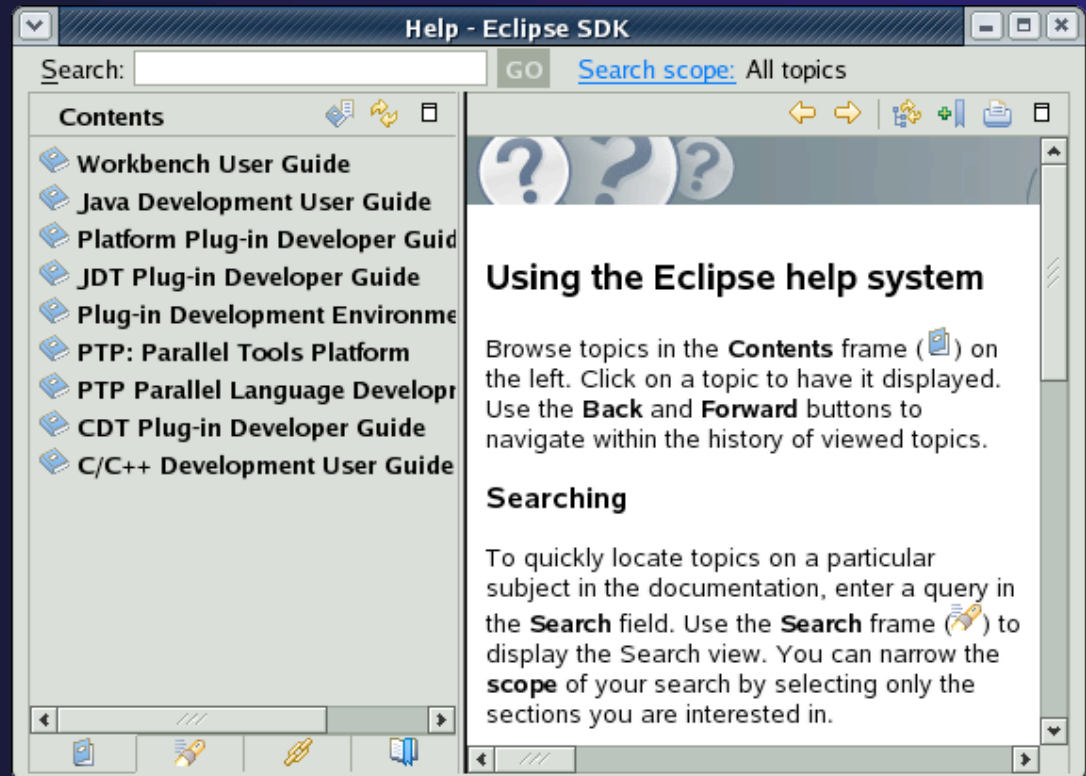 Help - Eclipse SDK
Search:
GO
Search scope: All topics
Contents
Workbench User Guide
Java Development User Guide
Platform Plug-in Developer Guid
JDT Plug-in Developer Guide
Plug-in Development Environme
PTP: Parallel Tools Platform
PTP Parallel Language Developr
CDT Plug-in Developer Guide
C/C++ Development User Guide
Using the Eclipse help system
Browse topics in the Contents frame ( ) on
the left. Click on a topic to have it displayed.
Use the Back and Forward buttons to
navigate within the history of viewed topics.
Searching
To quickly locate topics on a particular
subject in the documentation, enter a query in
the Search field. Use the Search frame ( ) to
display the Search view. You can narrow the
scope of your search by selecting only the
sections you are interested in.